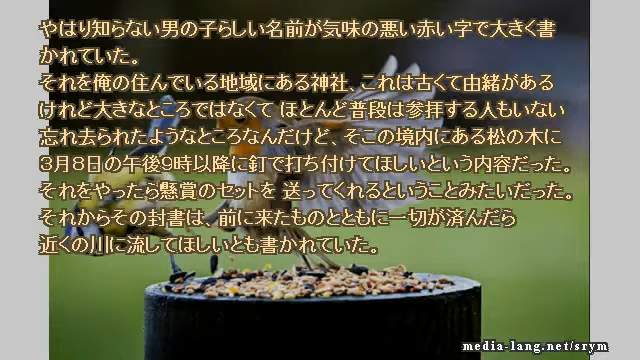 やはり知らない男の子らしい名前が気味の悪い赤い字で大きく書
かれていた。
それを俺の住んでいる地域にある神社、これは古くて由緒がある
けれど大きなところではなくて ほとんど普段は参拝する人もいない
忘れ去られたようなところなんだけど、そこの境内にある松の木に
３月８日の午後９時以降に釘で打ち付けてほしいという内容だった。
それをやったら懸賞のセットを 送ってくれるということみたいだった。
それからその封書は、前に来たものとともに一切が済んだら
近くの川に流してほしいとも書かれていた。
media-lang.net/srym